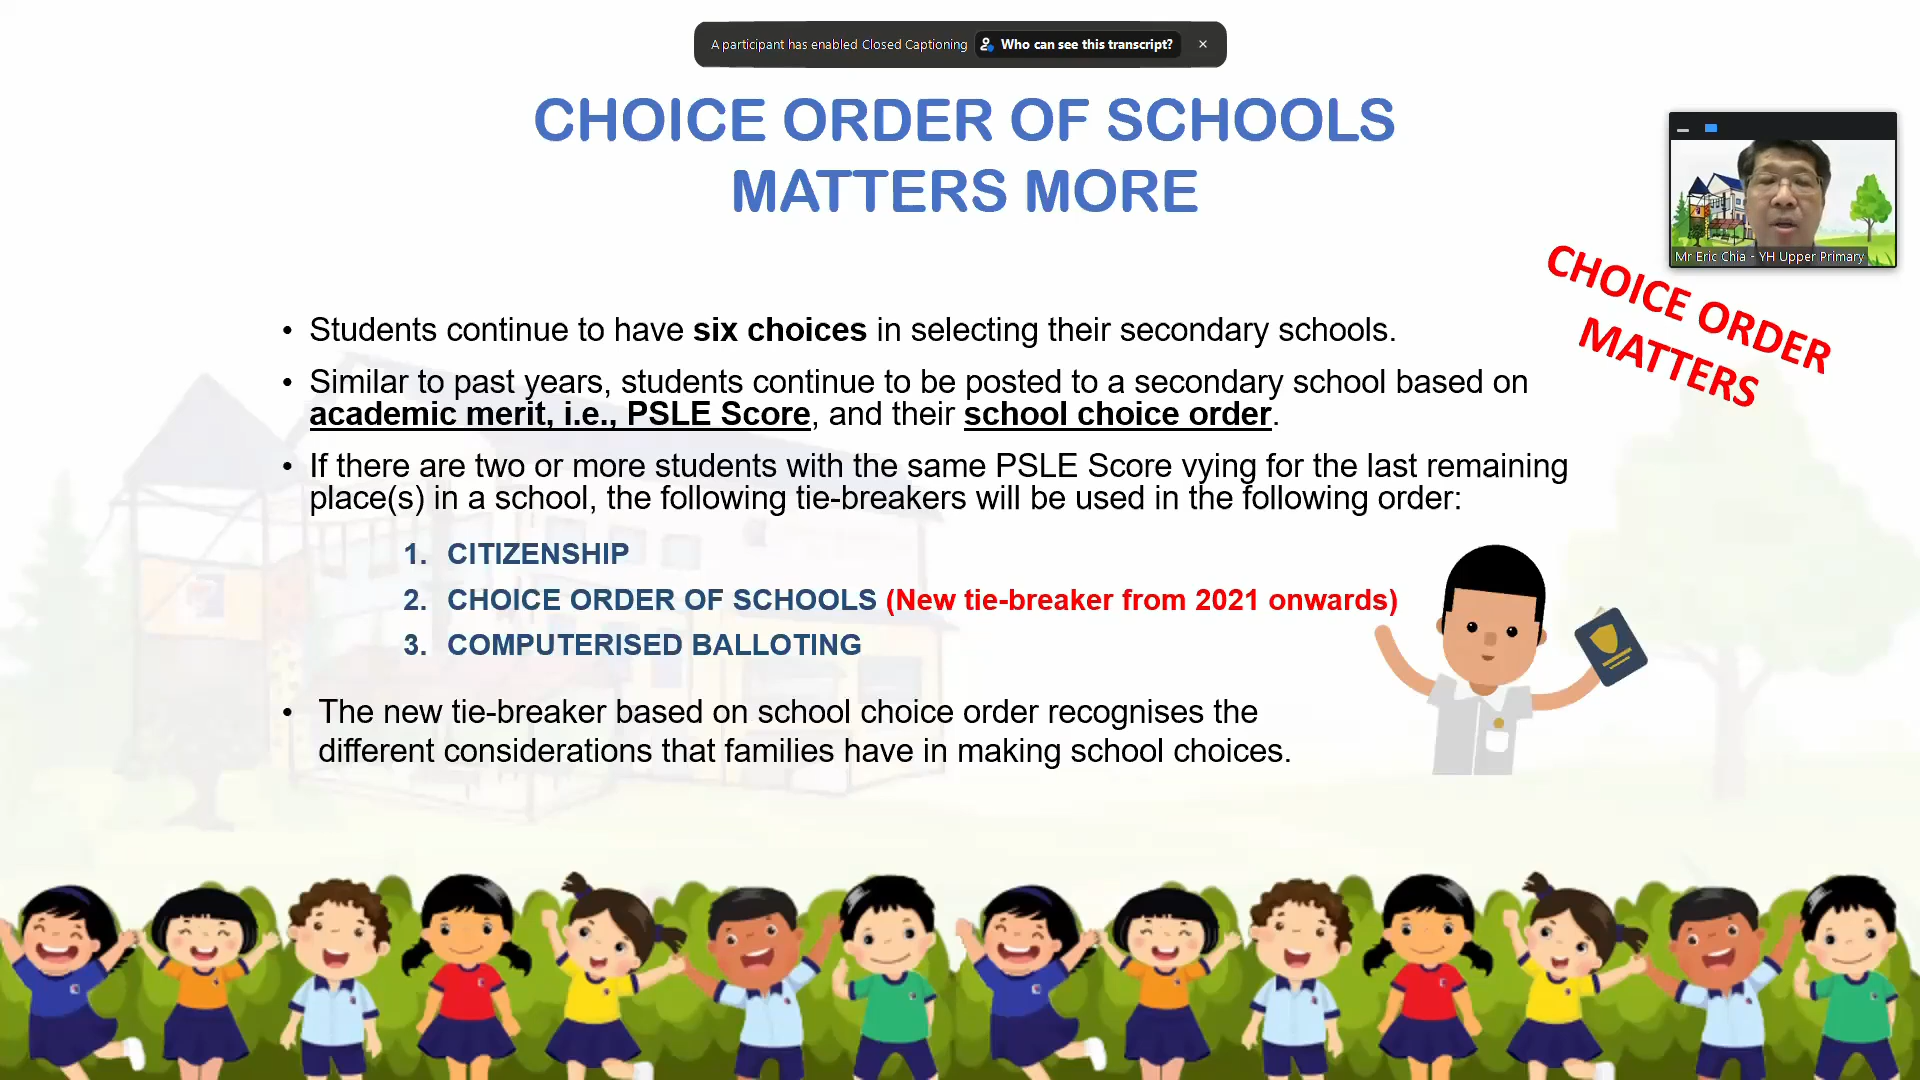 A participant has enabled Closed Captioning Who can see this transcript?
CHOICE ORDER OF SCHOOLS
MATTERS MORE
Mr Eric Chia - YH Upper Primary
CHOICE ORDER
MATTERS
• Students continue to have six choices in selecting their secondary schools.
• Similar to past years, students continue to be posted to a secondary school based on
academic merit, i.e., PSLE Score, and their school choice order.
• If there are two or more students with the same PSLE Score vying for the last remaining
place(s) in a school, the following tie-breakers will be used in the following order:
1. CITIZENSHIP
2. CHOICE ORDER OF SCHOOLS (New tie-breaker from 2021 onwards)
3. COMPUTERISED BALLOTING
• The new tie-breaker based on school choice order recognises the
different considerations that families have in making school choices.